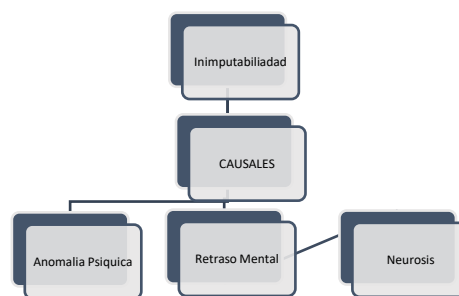 Inimputabiliadad
CAUSALES
Anomalia Psiquica
Retraso Mental
Neurosis